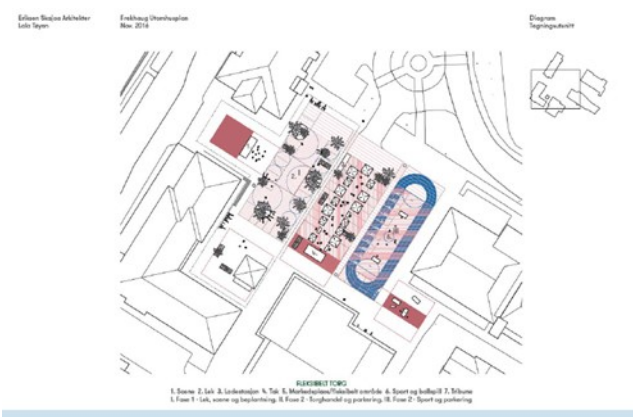 Eriksen Skajaa Arkitekter
Lala Tøyen
Enerhaug Utomhusplan
Nov. 2016
Diagram
Tegningsutsnitt
FLEKSIBELT TORG
1. Scene 2. Lek 3. Ladestasjon 4. Tak 5. Markedsplass/fleksibelt område 6. Sport og ballspill 7. Tribune
I. Fase 1 - Lek, scene og beplantning. II. Fase 2 - Torghandel og parkering. III. Fase 2 - Sport og parkering.